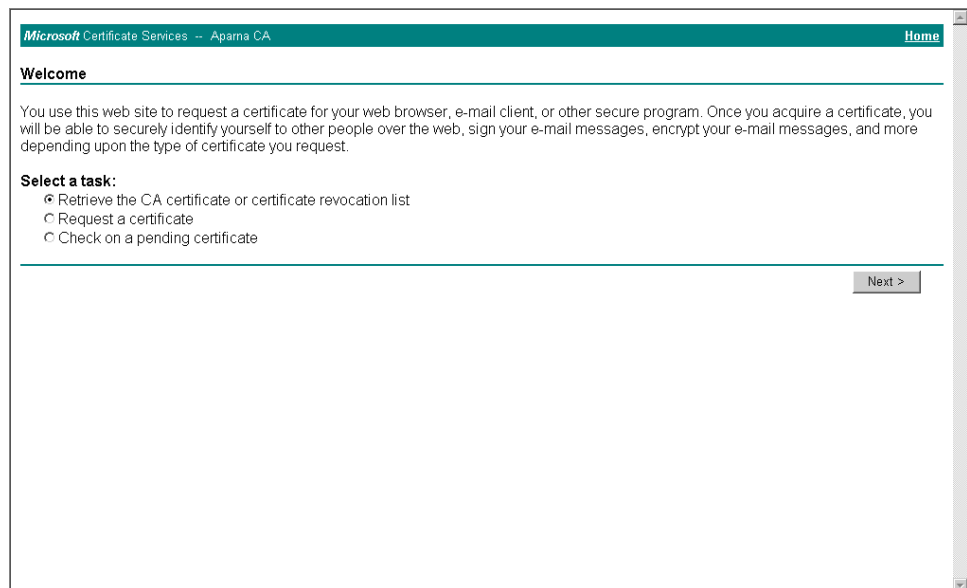 Microsoft Certificate Services -- Aparna CA Home
Welcome
You use this web site to request a certificate for your web browser, e-mail client, or other secure program. Once you acquire a certificate, you
will be able to securely identify yourself to other people over the web, sign your e-mail messages, encrypt your e-mail messages, and more
depending upon the type of certificate you request.
Select a task:
Retrieve the CA certificate or certificate revocation list
Request a certificate
Check on a pending certificate
Next >